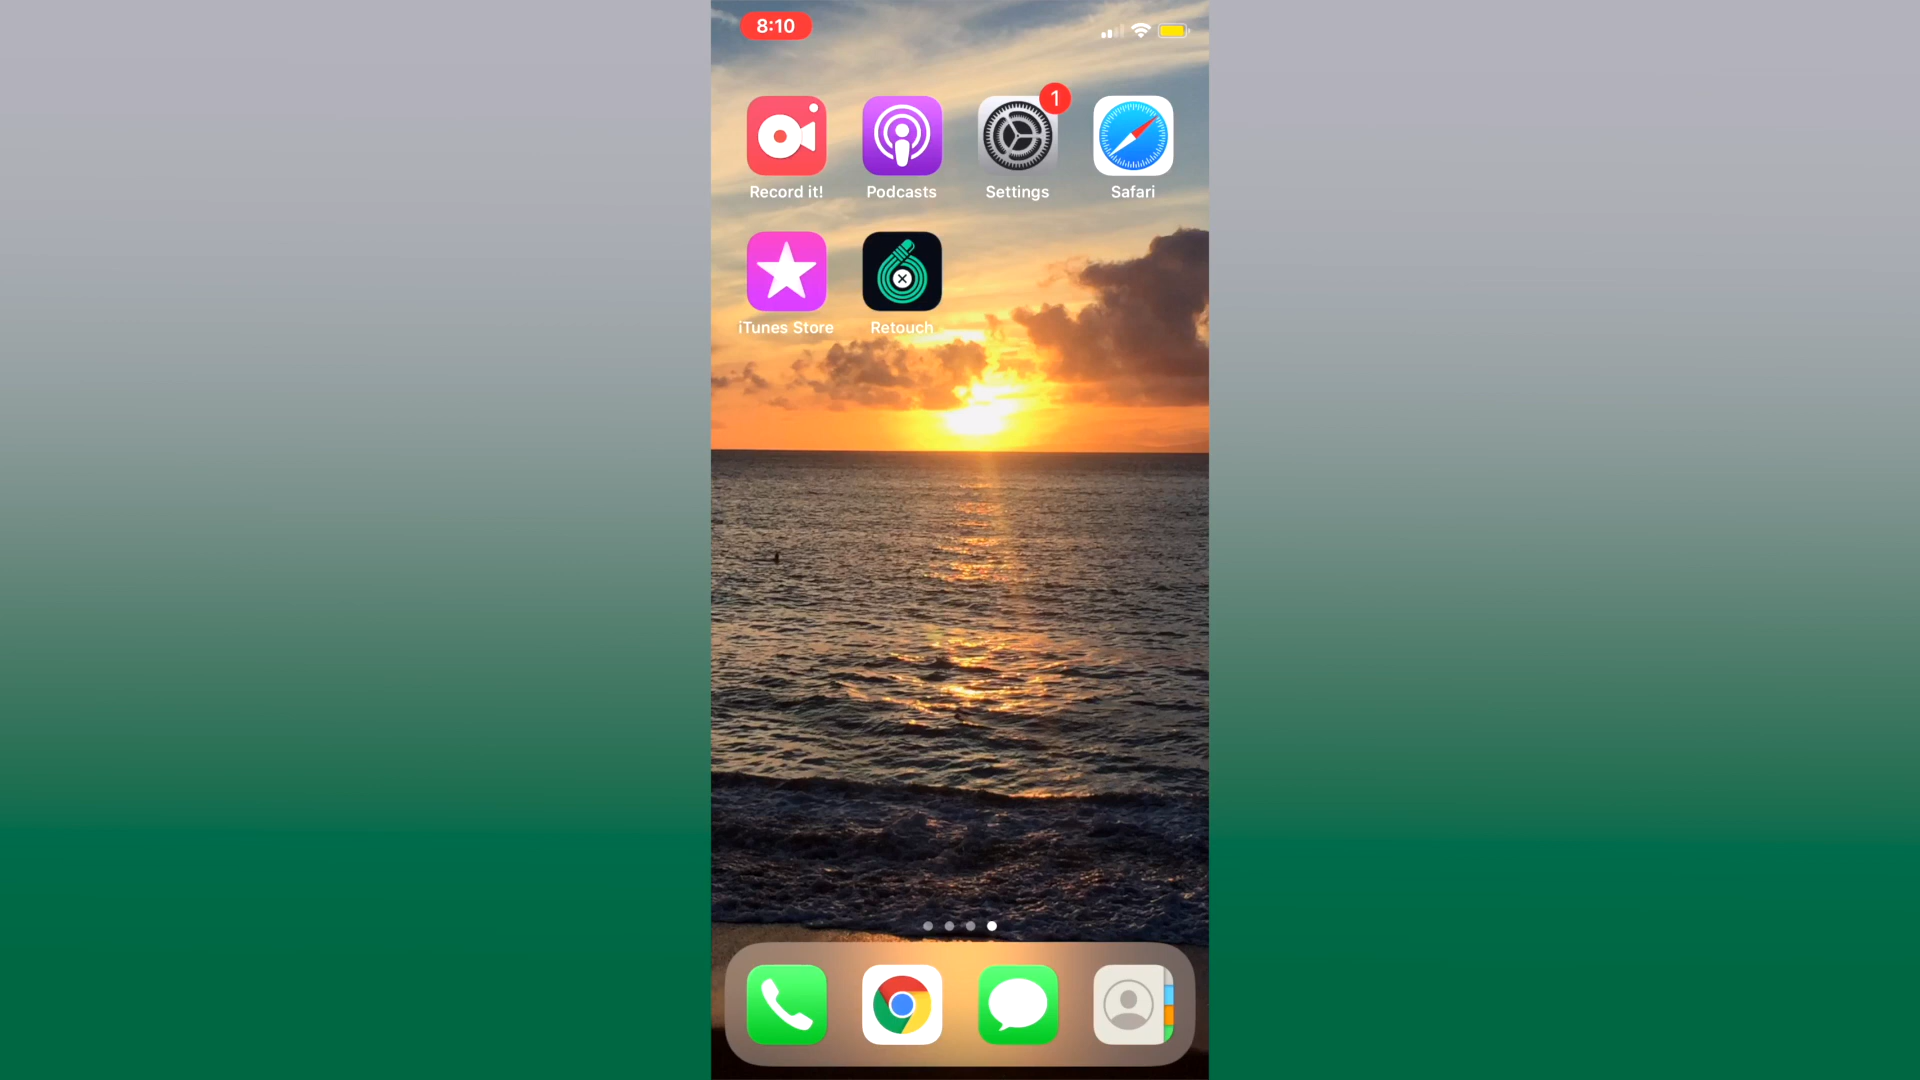 8:10
1
Record it!
Podcasts
Settings
Safari
iTunes Store
Retouch